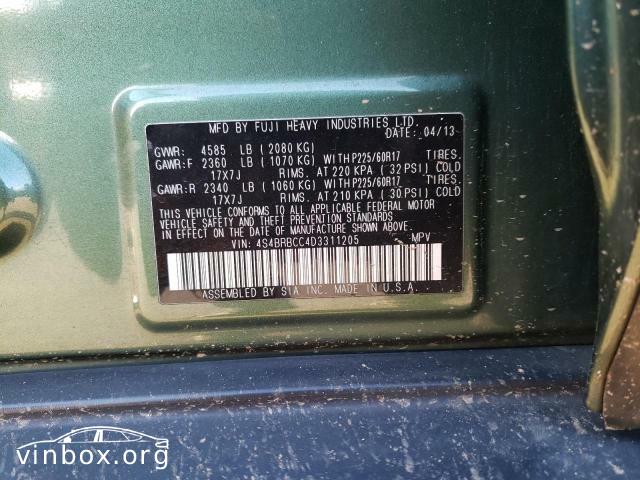 MFD BY FUJI HEAVY INDUSTRIES LTD.
DATE: 04/13
GVWR: 4585 LB (2080 KG)
GAWR:F 2360 LB (1070 KG) WITH P225/60R17 TIRES.
17X7J RIMS. AT 220 KPA (32 PSI) COLD
GAWR:R 2340 LB (1060 KG) WITH P225/60R17 TIRES.
17X7J RIMS. AT 210 KPA (30 PSI) COLD
THIS VEHICLE CONFORMS TO ALL APPLICABLE FEDERAL MOTOR
VEHICLE SAFETY AND THEFT PREVENTION STANDARDS
IN EFFECT ON THE DATE OF MANUFACTURE SHOWN ABOVE.
VIN: 4S4BRBCC4D3311205 MPV
ASSEMBLED BY SIA INC. MADE IN U.S.A.
vinbox.org